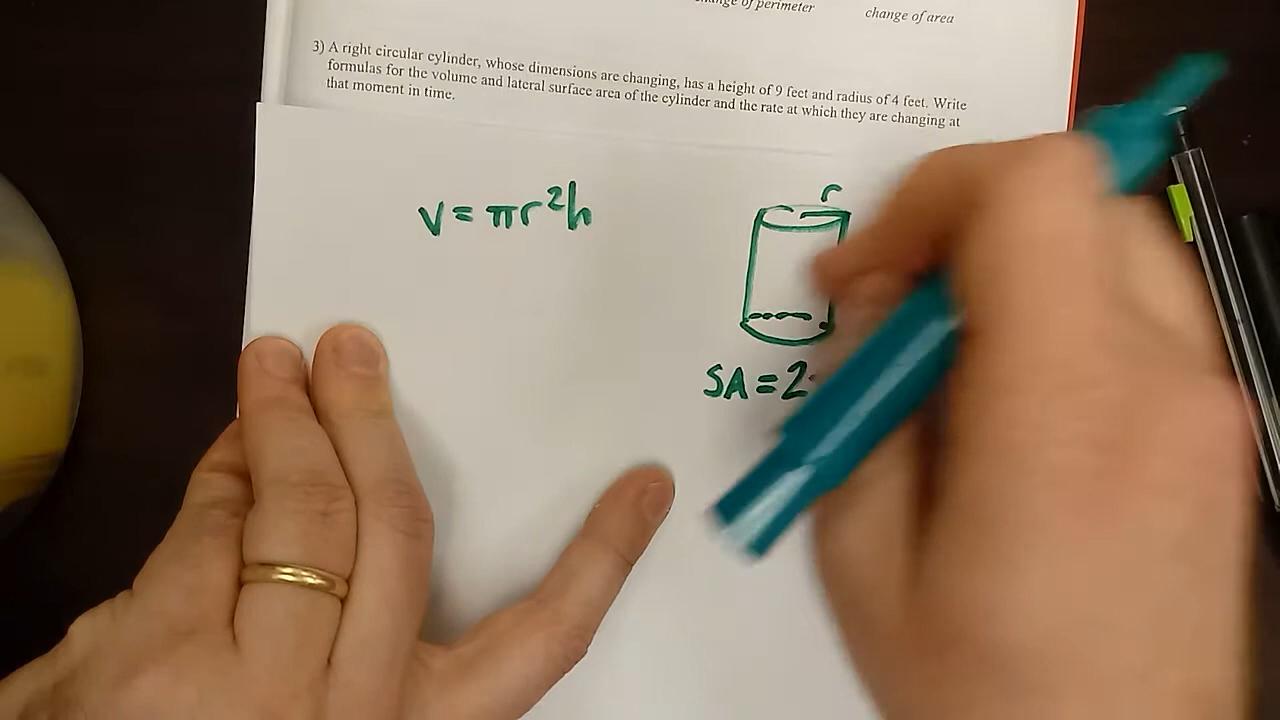 of perimeter change of area
3) A right circular cylinder, whose dimensions are changing, has a height of 9 feet and radius of 4 feet. Write
formulas for the volume and lateral surface area of the cylinder and the rate at which they are changing at
that moment in time.
V = πr²h
r
SA = 2